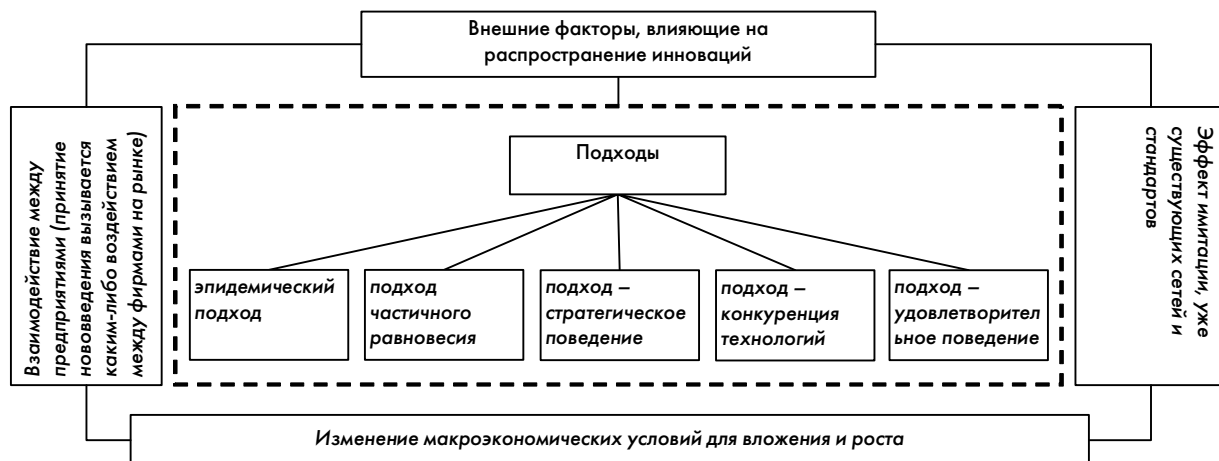 Внешние факторы, влияющие на
распространение инноваций
Взаимодействие между
предприятиями (принятие
нововведения вызывается
каким-либо воздействием
между фирмами на рынке)
Подходы
эпидемический
подход
подход
частичного
равновесия
подход –
стратегическое
поведение
подход –
конкуренция
технологий
подход –
удовлетворител
ьное поведение
Эффект имитации, уже
существующих сетей и
стандартов
Изменение макроэкономических условий для вложения и роста